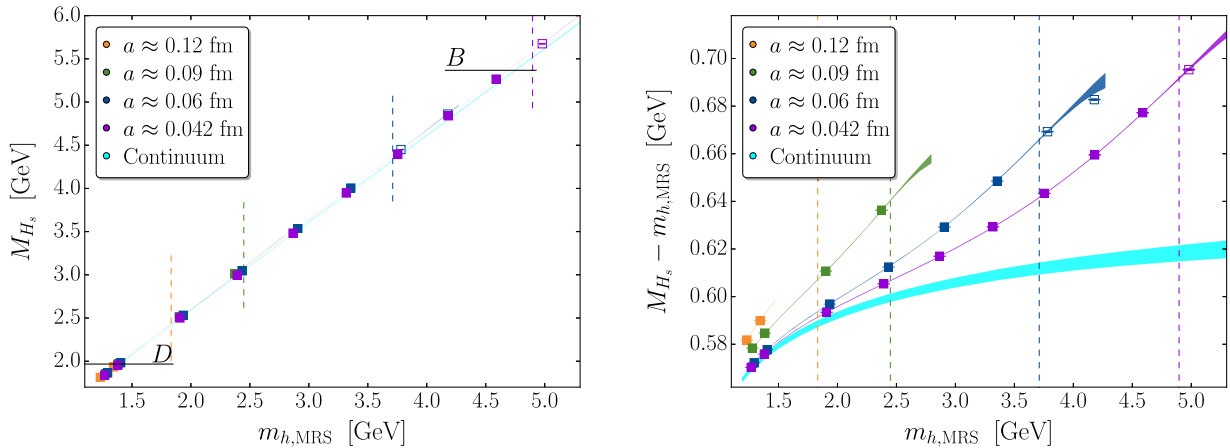 6.0
5.5
5.0
4.5
4.0
3.5
3.0
2.5
2.0
M_{H_s} [GeV]
a ≈ 0.12 fm
a ≈ 0.09 fm
a ≈ 0.06 fm
a ≈ 0.042 fm
Continuum
B
D
1.5 2.0 2.5 3.0 3.5 4.0 4.5 5.0
m_{h,MRS} [GeV]
0.70
0.68
0.66
0.64
0.62
0.60
0.58
M_{H_s} − m_{h,MRS} [GeV]
a ≈ 0.12 fm
a ≈ 0.09 fm
a ≈ 0.06 fm
a ≈ 0.042 fm
Continuum
1.5 2.0 2.5 3.0 3.5 4.0 4.5 5.0
m_{h,MRS} [GeV]